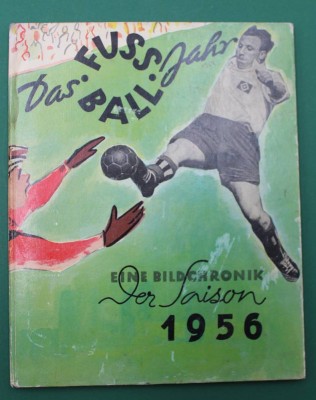 Das FUSS.
BALL. Jahr
EINE BILDCHRONIK
Der Saison
1956